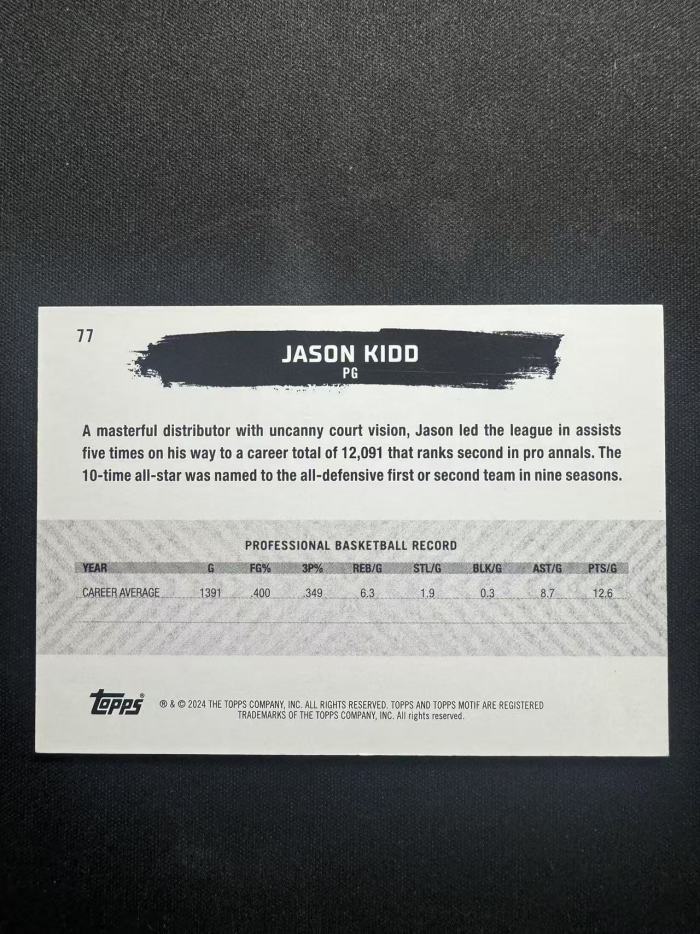 77
JASON KIDD
PG
A masterful distributor with uncanny court vision, Jason led the league in assists
five times on his way to a career total of 12,091 that ranks second in pro annals. The
10-time all-star was named to the all-defensive first or second team in nine seasons.
PROFESSIONAL BASKETBALL RECORD
YEAR G FG% 3P% REB/G STL/G BLK/G AST/G PTS/G
CAREER AVERAGE 1391 .400 .349 6.3 1.9 0.3 8.7 12.6
topps® ® & © 2024 THE TOPPS COMPANY, INC. ALL RIGHTS RESERVED. TOPPS AND TOPPS MOTIF ARE REGISTERED
TRADEMARKS OF THE TOPPS COMPANY, INC. All rights reserved.